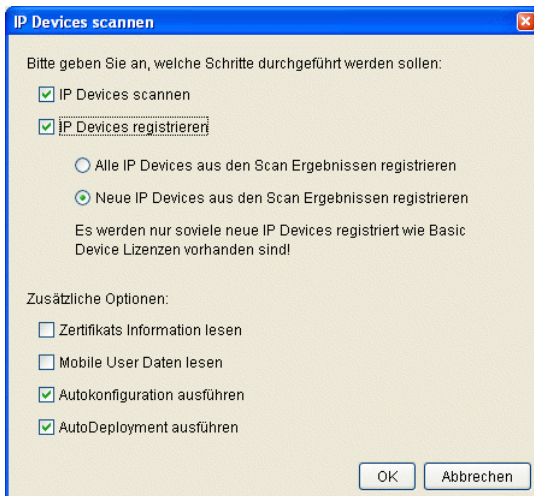 IP Devices scannen
Bitte geben Sie an, welche Schritte durchgeführt werden sollen:
IP Devices scannen
IP Devices registrieren
Alle IP Devices aus den Scan Ergebnissen registrieren
Neue IP Devices aus den Scan Ergebnissen registrieren
Es werden nur soviele neue IP Devices registriert wie Basic
Device Lizenzen vorhanden sind!
Zusätzliche Optionen:
Zertifikats Information lesen
Mobile User Daten lesen
Autokonfiguration ausführen
AutoDeployment ausführen
OK
Abbrechen